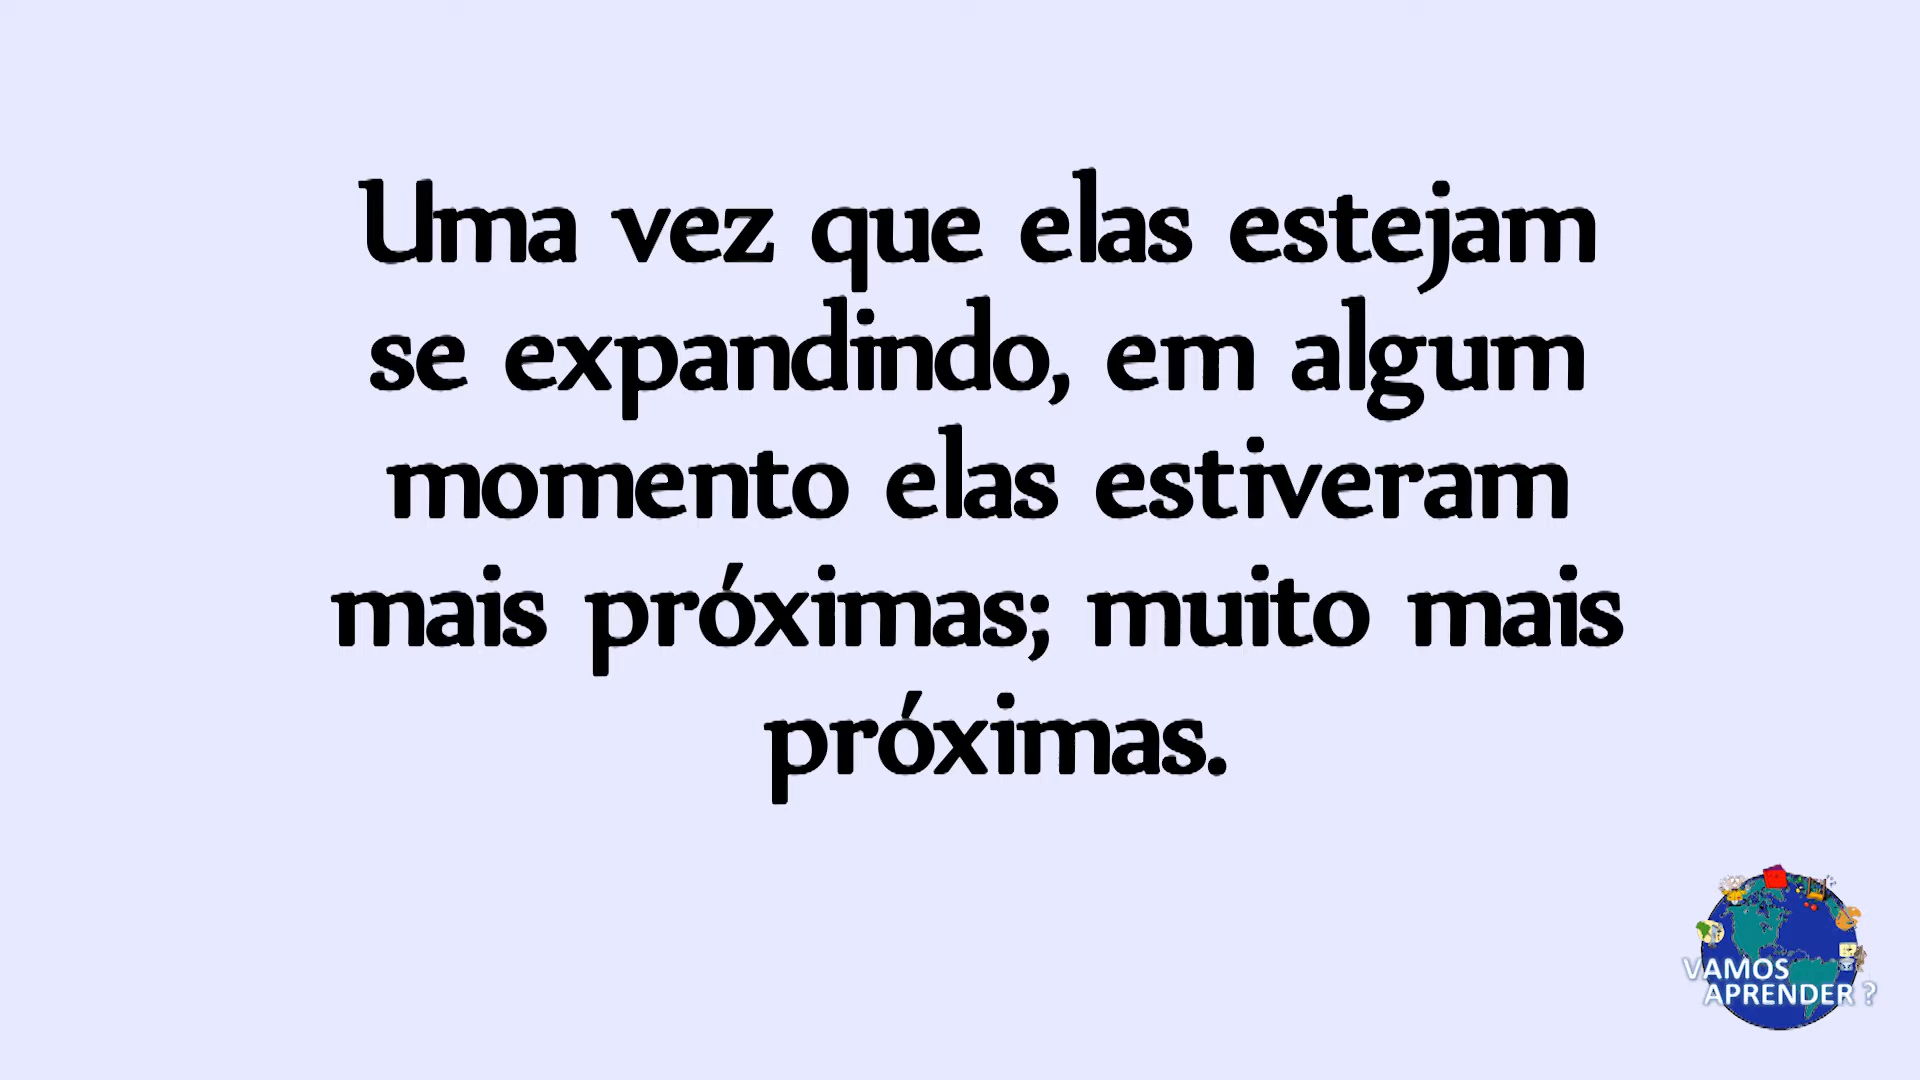 Uma vez que elas estejam
se expandindo, em algum
momento elas estiveram
mais próximas; muito mais
próximas.
VAMOS
APRENDER ?